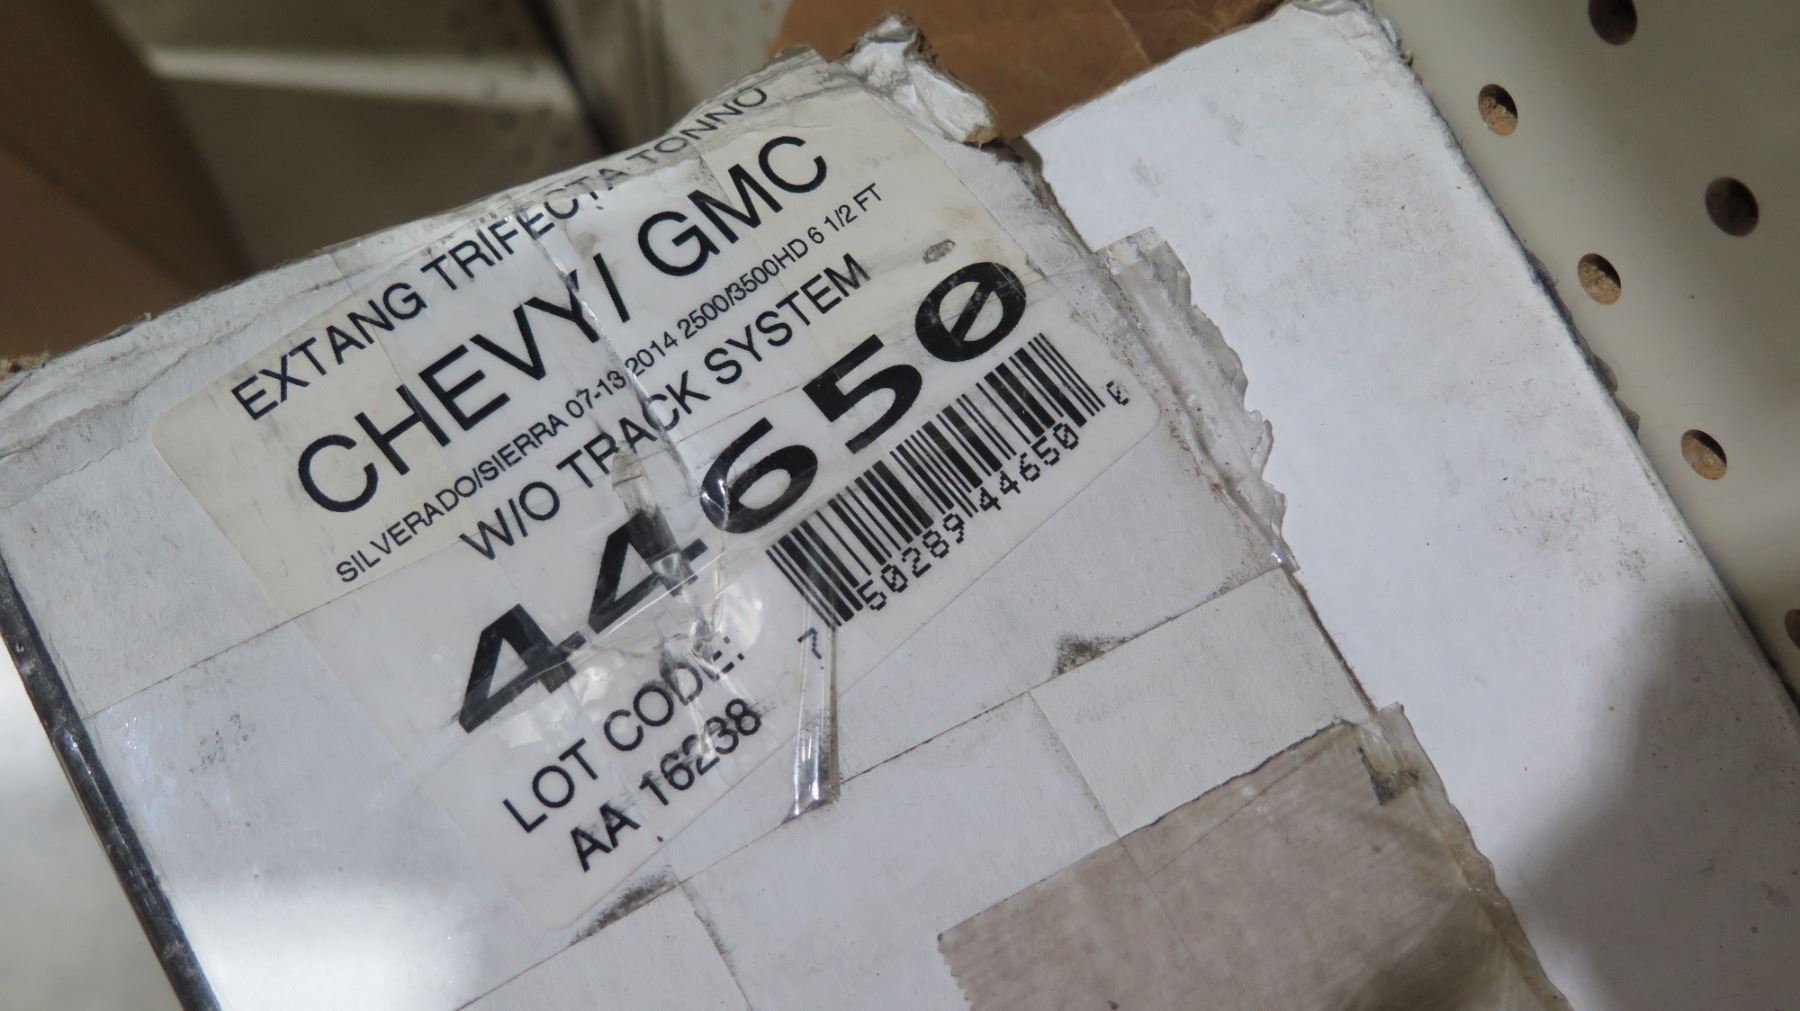 EXTANG TRIFECTA TONNO
CHEVY/ GMC
SILVERADO/SIERRA 07-13 2014 2500/3500HD 6 1/2 FT
W/O TRACK SYSTEM
44650
7 50289 44650 0
LOT CODE:
AA 16238